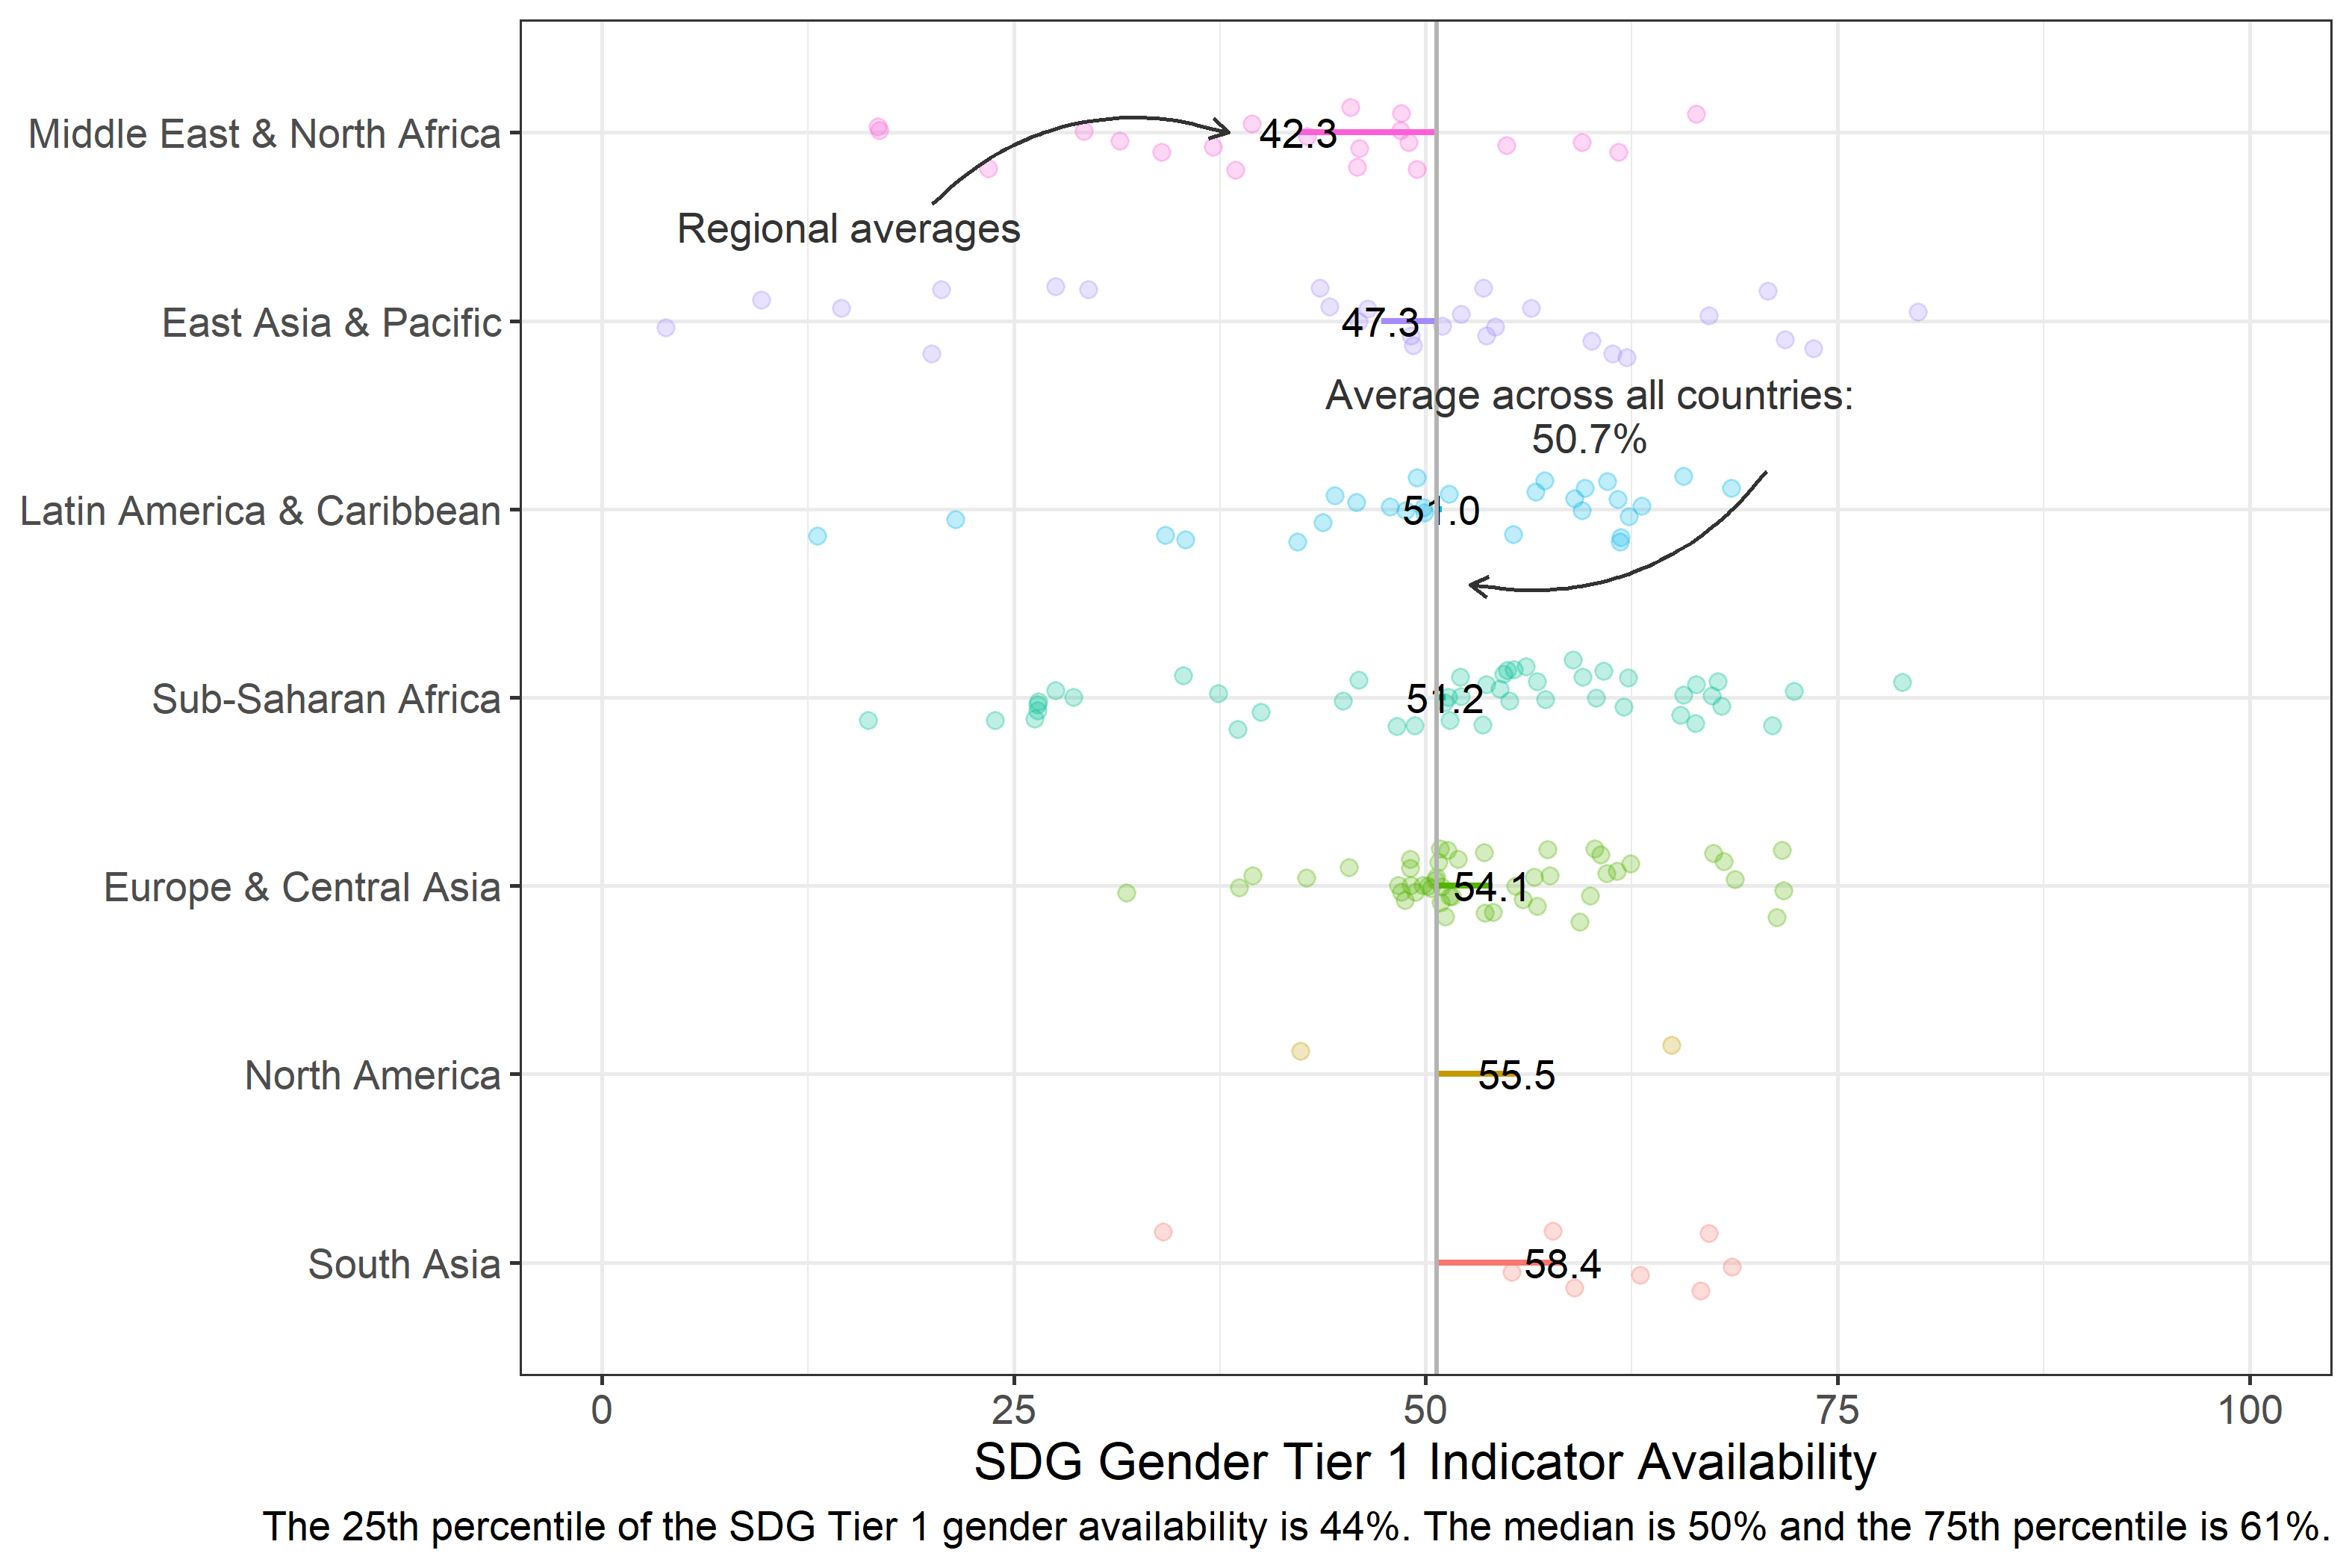 Middle East & North Africa
42.3
Regional averages
East Asia & Pacific
47.3
Average across all countries:
50.7%
Latin America & Caribbean
51.0
Sub-Saharan Africa
51.2
Europe & Central Asia
54.1
North America
55.5
South Asia
58.4
0 25 50 75 100
SDG Gender Tier 1 Indicator Availability
The 25th percentile of the SDG Tier 1 gender availability is 44%. The median is 50% and the 75th percentile is 61%.